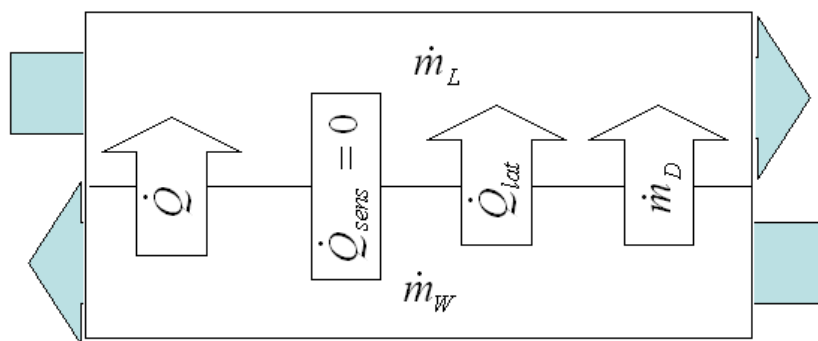 ṁ_L
Q̇
Q̇_sens = 0
Q̇_lat
ṁ_D
ṁ_W